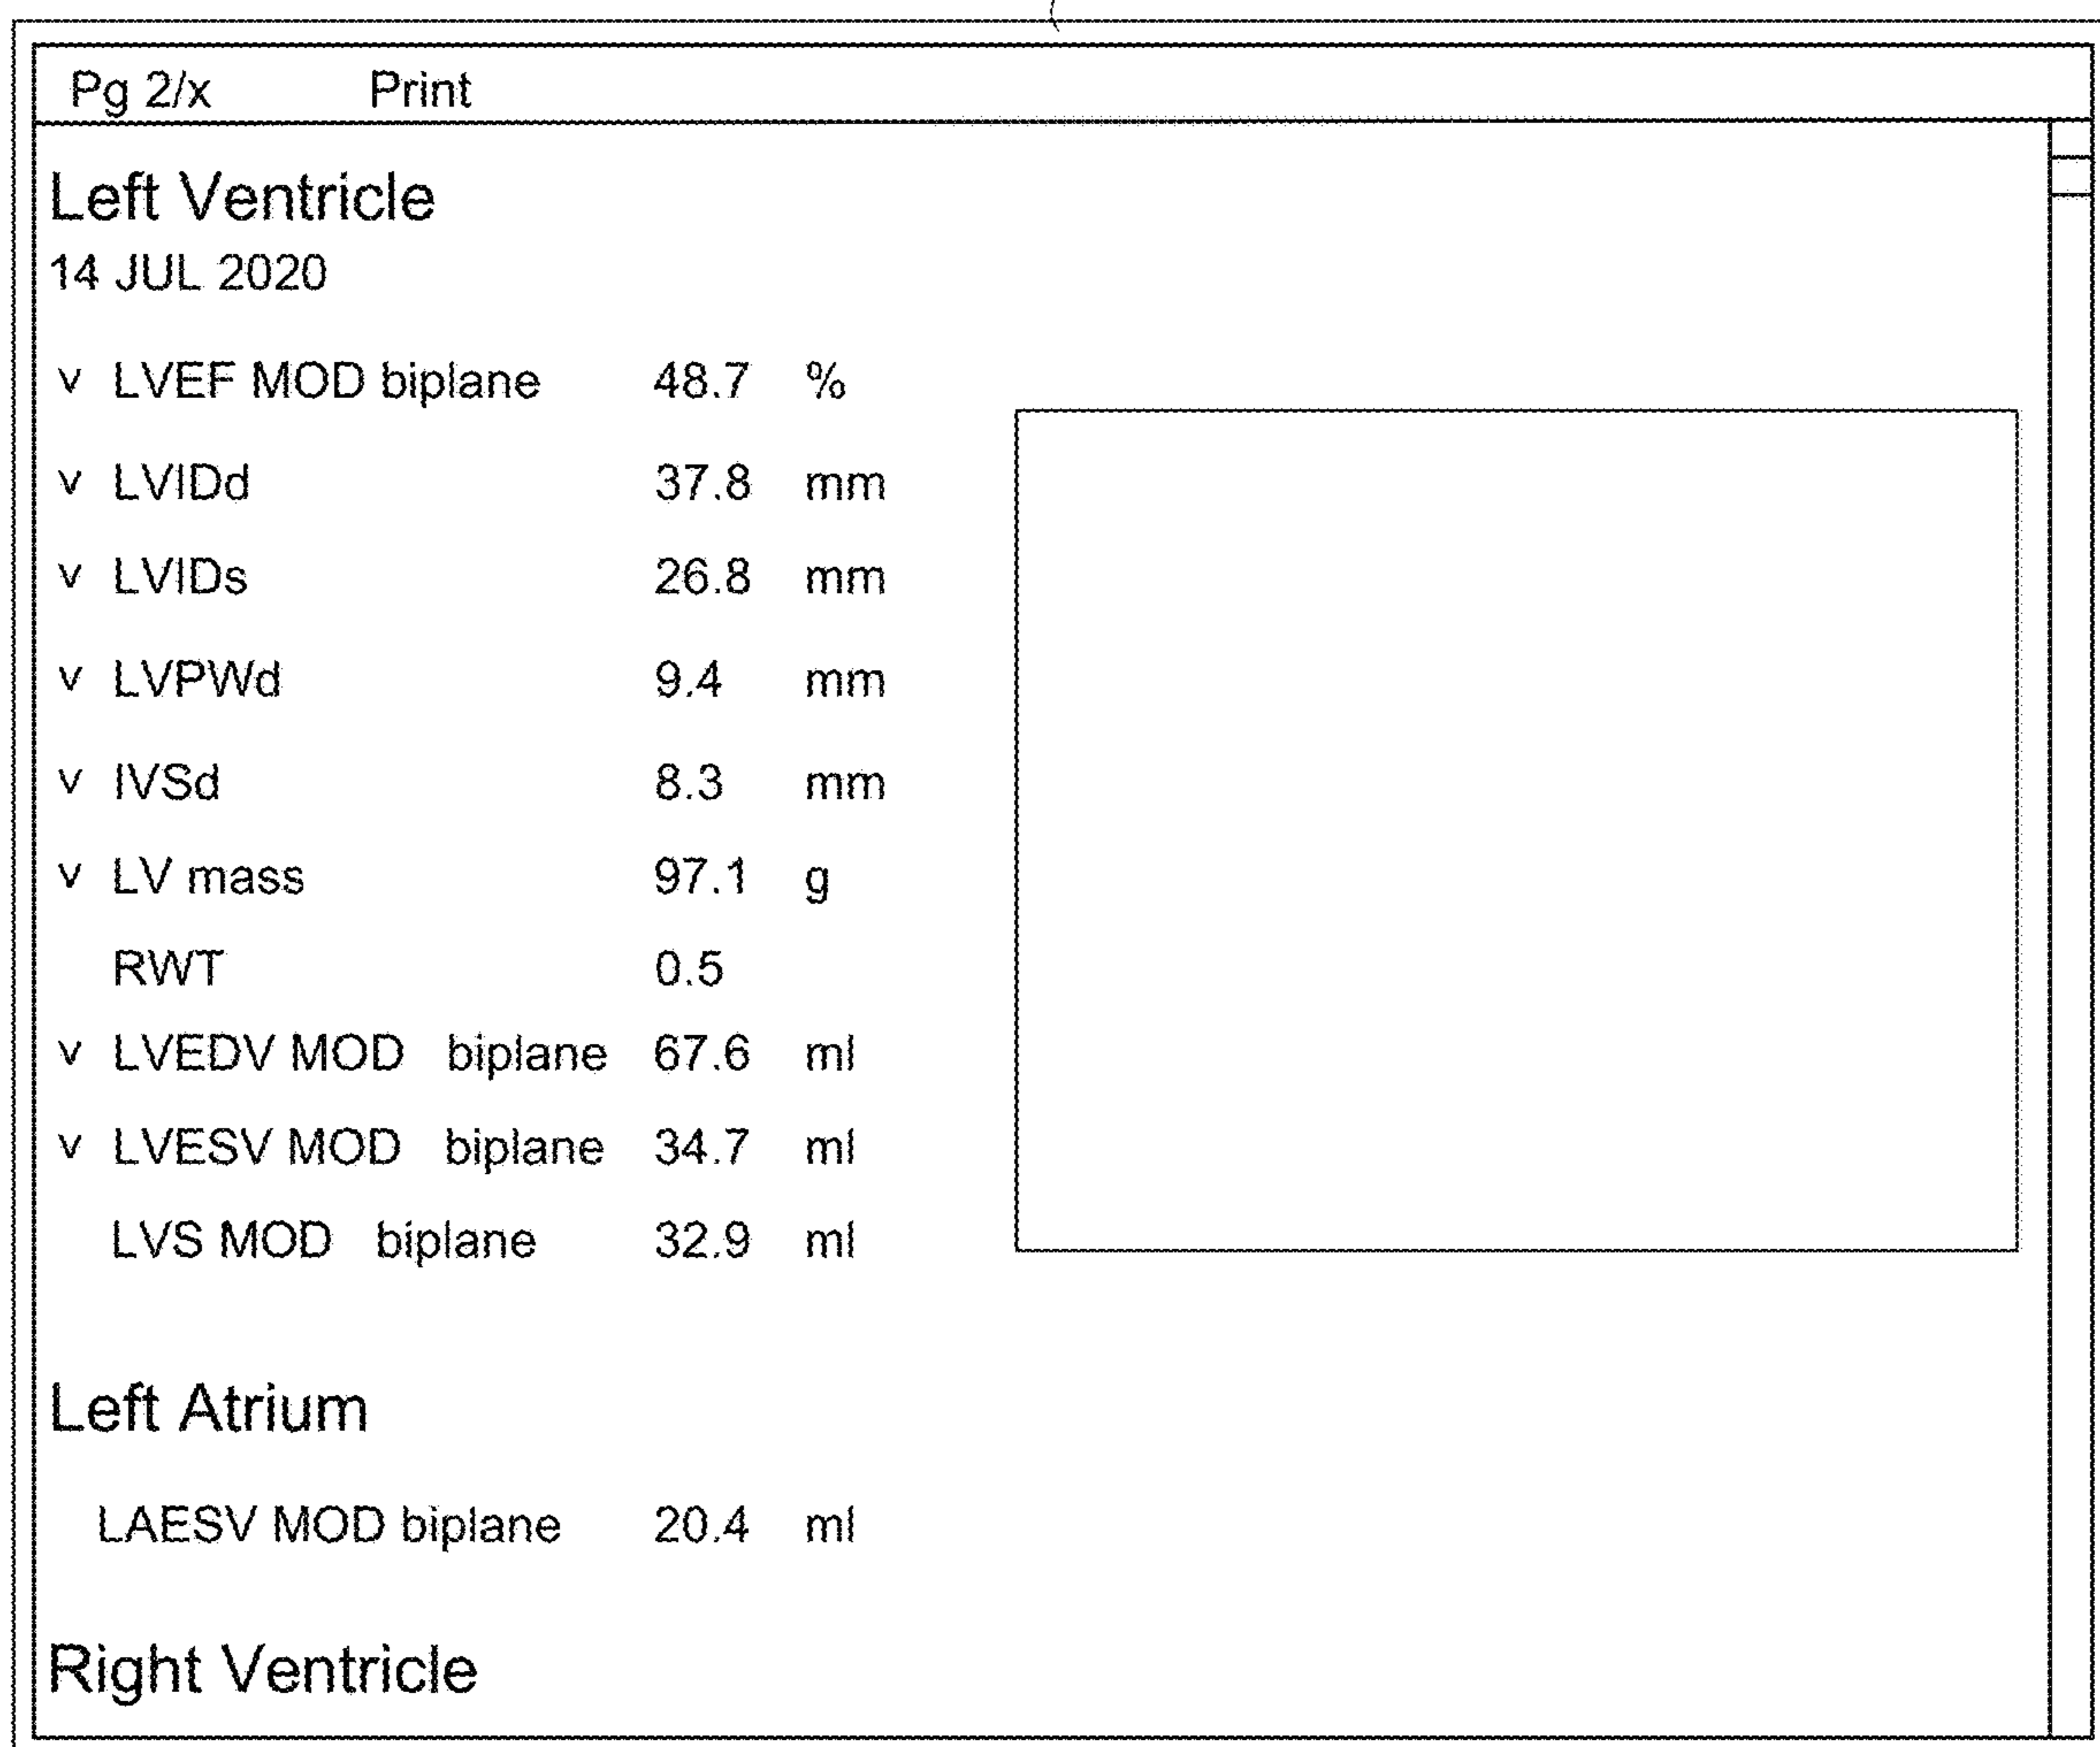 Pg 2/x Print
Left Ventricle
14 JUL 2020
v LVEF MOD biplane 48.7 %
v LVIDd 37.8 mm
v LVIDs 26.8 mm
v LVPWd 9.4 mm
v IVSd 8.3 mm
v LV mass 97.1 g
RWT 0.5
v LVEDV MOD biplane 67.6 ml
v LVESV MOD biplane 34.7 ml
LVS MOD biplane 32.9 ml
Left Atrium
LAESV MOD biplane 20.4 ml
Right Ventricle